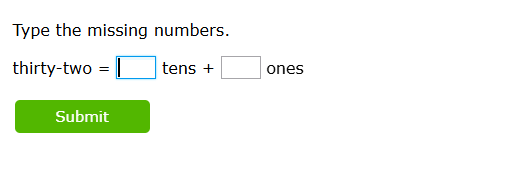 Type the missing numbers.
thirty-two = tens + ones
Submit